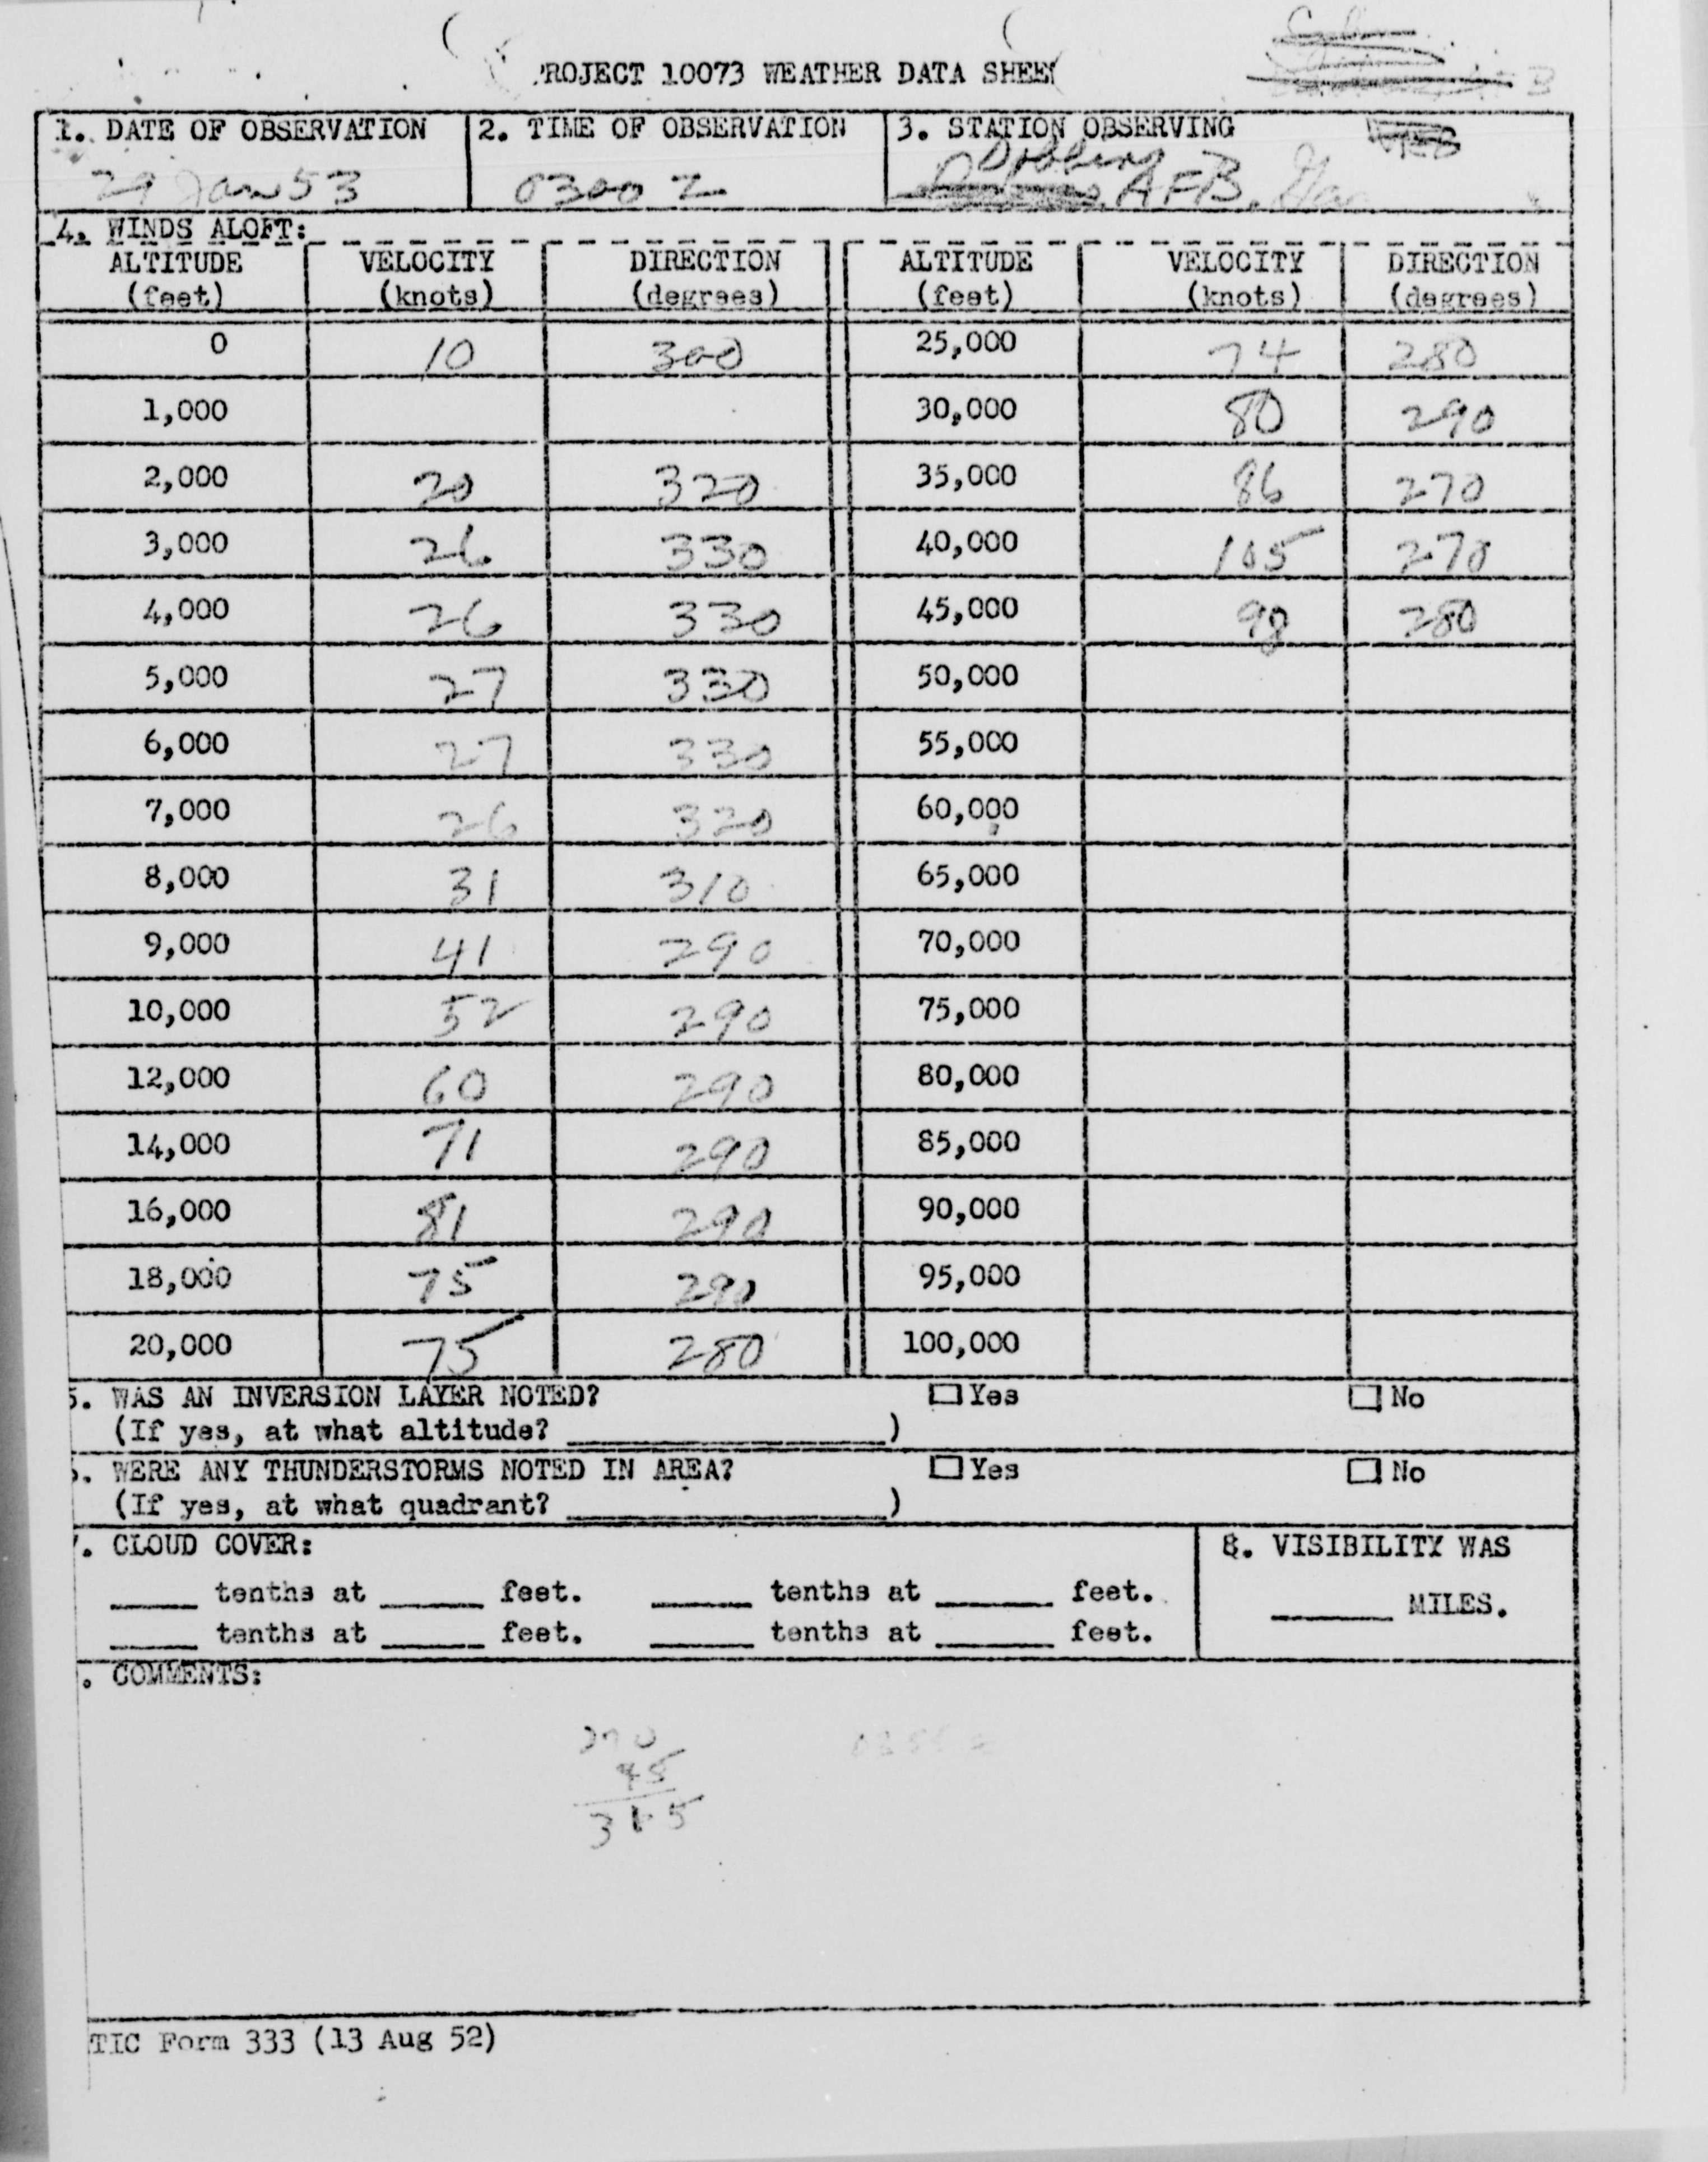 PROJECT 10073 WEATHER DATA SHEET
1. DATE OF OBSERVATION 2. TIME OF OBSERVATION 3. STATION OBSERVING
29 Jan 53 0300 Z Dobbins AFB, Ga
4. WINDS ALOFT:
ALTITUDE VELOCITY DIRECTION ALTITUDE VELOCITY DIRECTION
(feet) (knots) (degrees) (feet) (knots) (degrees)
0 10 300 25,000 74 280
1,000 30,000 80 290
2,000 20 320 35,000 86 270
3,000 26 330 40,000 105 270
4,000 26 330 45,000 98 280
5,000 27 330 50,000
6,000 27 330 55,000
7,000 26 320 60,000
8,000 31 310 65,000
9,000 41 290 70,000
10,000 52 290 75,000
12,000 60 290 80,000
14,000 71 290 85,000
16,000 81 290 90,000
18,000 75 290 95,000
20,000 75 280 100,000
5. WAS AN INVERSION LAYER NOTED? Yes No
(If yes, at what altitude? )
. WERE ANY THUNDERSTORMS NOTED IN AREA? Yes No
(If yes, at what quadrant? )
. CLOUD COVER: 8. VISIBILITY WAS
tenths at feet. tenths at feet. MILES.
tenths at feet. tenths at feet.
. COMMENTS:
270
45
315
TIC Form 333 (13 Aug 52)